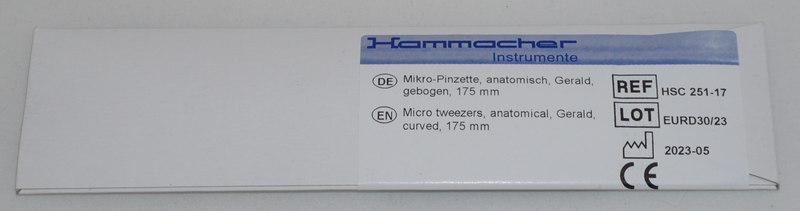 Hammacher
Instrumente
DE Mikro-Pinzette, anatomisch, Gerald,
gebogen, 175 mm
EN Micro tweezers, anatomical, Gerald,
curved, 175 mm
REF HSC 251-17
LOT EURD30/23
2023-05
CE